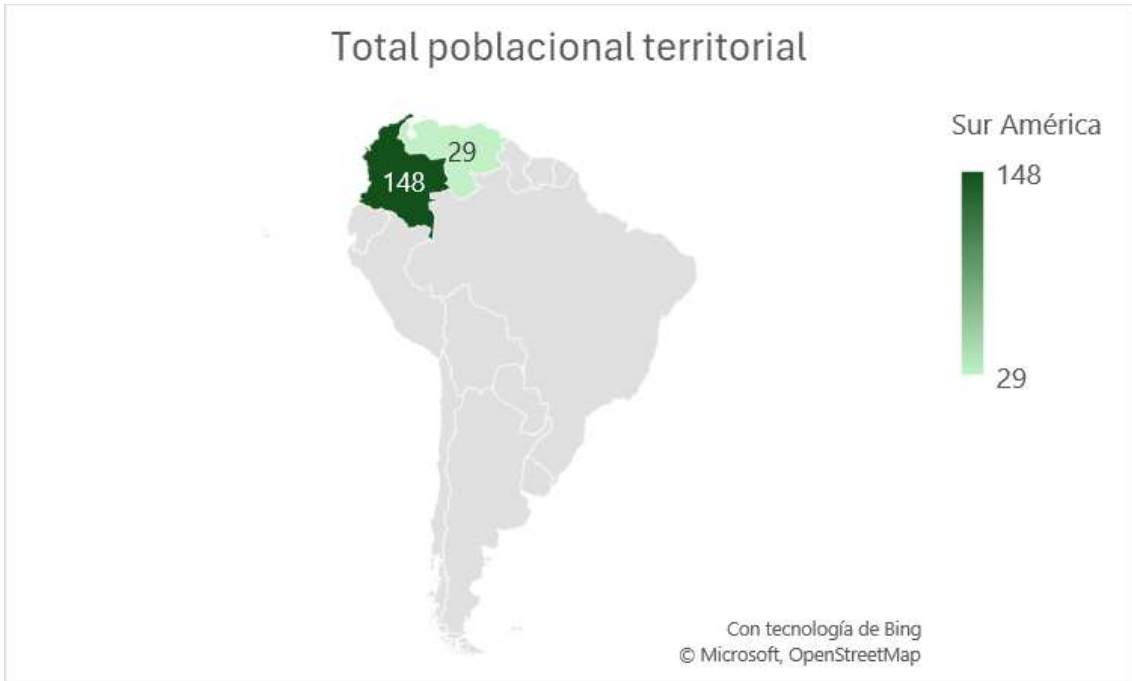 Total poblacional territorial
Sur América
148
29
29
148
Con tecnología de Bing
© Microsoft, OpenStreetMap